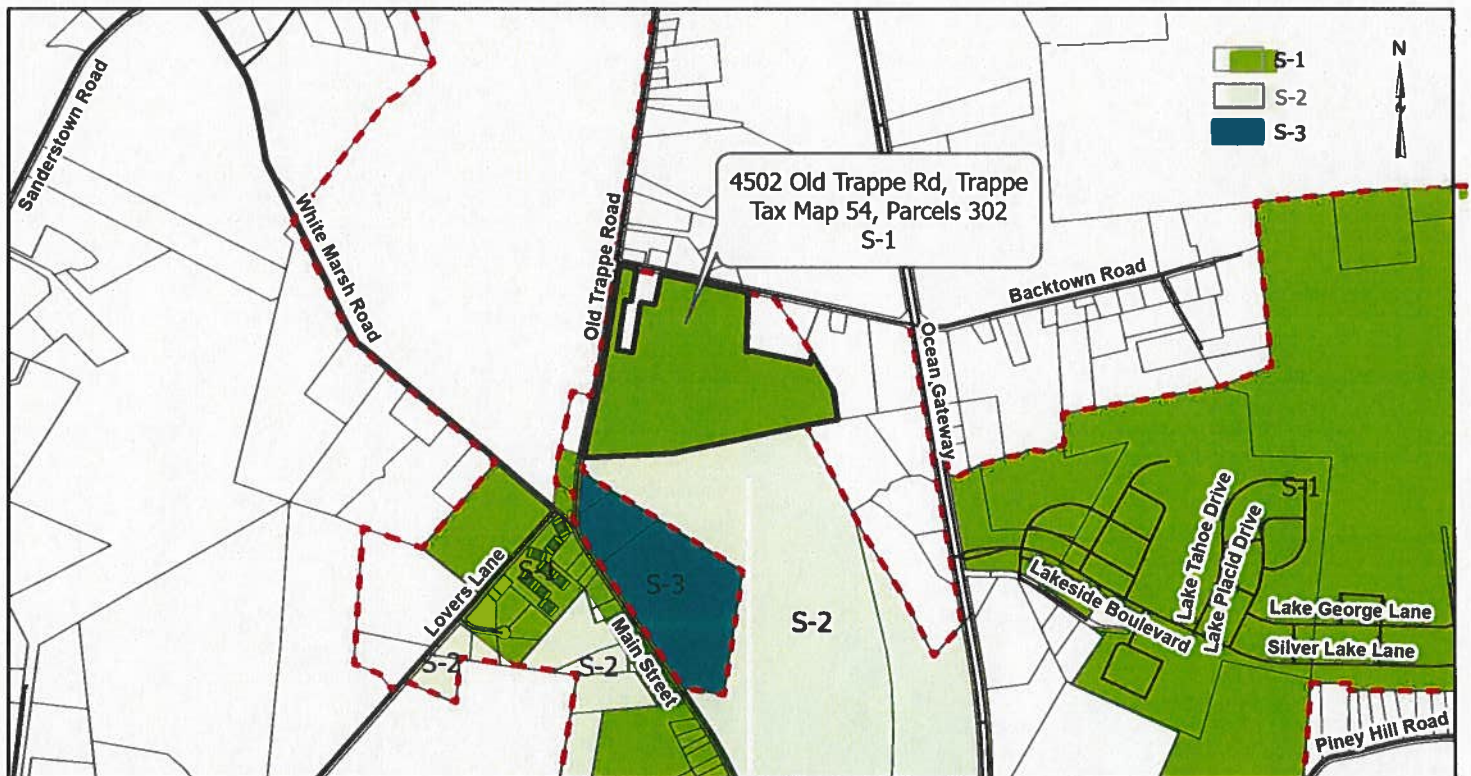 Sanderstown Road
White Marsh Road
Old Trappe Road
4502 Old Trappe Rd, Trappe
Tax Map 54, Parcels 302
S-1
S-1
S-2
S-3
N
Backtown Road
Ocean Gateway
S-1
Lake Tahoe Drive
Lake Placid Drive
Lakeside Boulevard
Lake George Lane
Silver Lake Lane
Piney Hill Road
S-3
S-2
Lovers Lane
Main Street
S-2
S-2